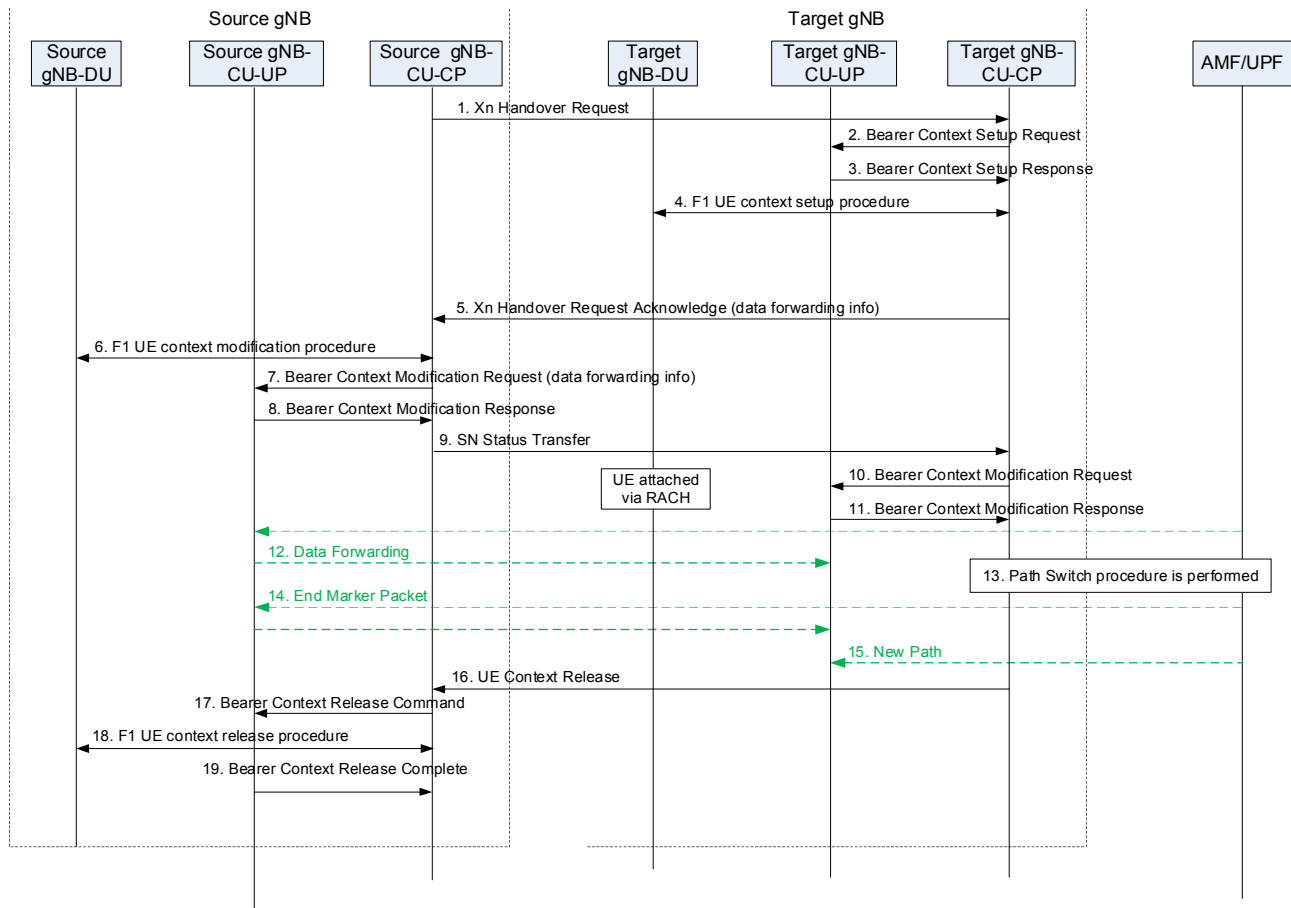 Source gNB
Target gNB
Source
gNB-DU
Source gNB-
CU-UP
Source gNB-
CU-CP
Target
gNB-DU
Target gNB-
CU-UP
Target gNB-
CU-CP
AMF/UPF
1. Xn Handover Request
2. Bearer Context Setup Request
3. Bearer Context Setup Response
4. F1 UE context setup procedure
5. Xn Handover Request Acknowledge (data forwarding info)
6. F1 UE context modification procedure
7. Bearer Context Modification Request (data forwarding info)
8. Bearer Context Modification Response
9. SN Status Transfer
UE attached
via RACH
10. Bearer Context Modification Request
11. Bearer Context Modification Response
12. Data Forwarding
13. Path Switch procedure is performed
14. End Marker Packet
15. New Path
16. UE Context Release
17. Bearer Context Release Command
18. F1 UE context release procedure
19. Bearer Context Release Complete